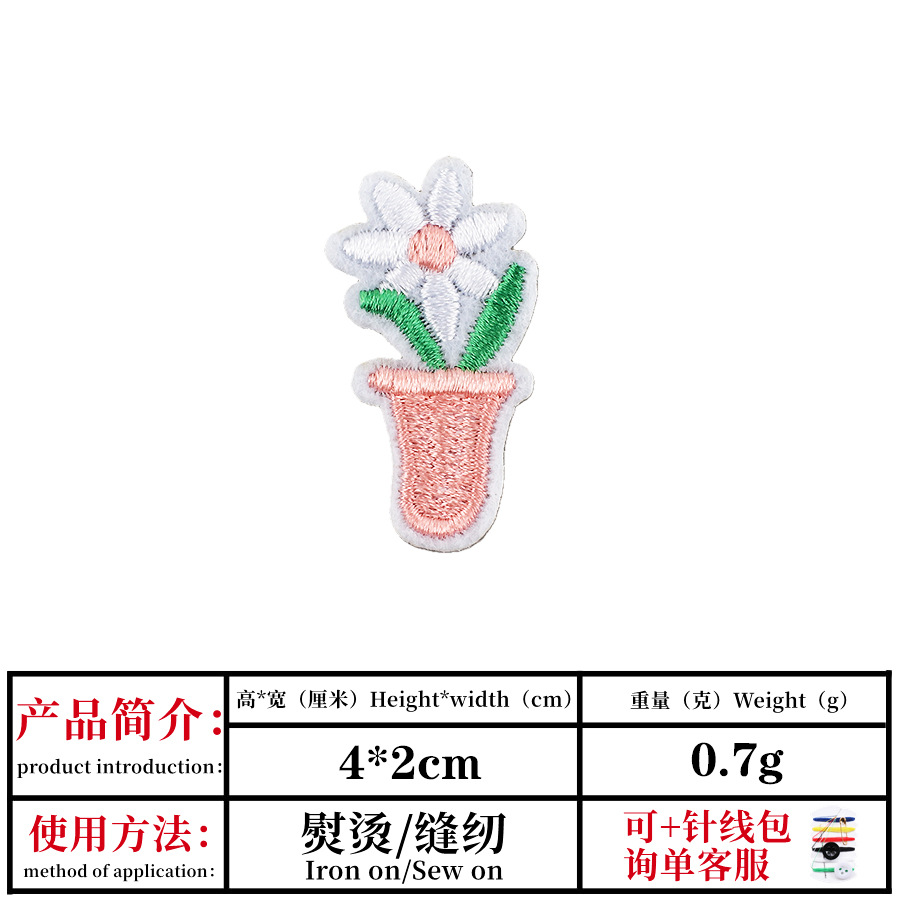 产品简介：
product introduction：
高*宽（厘米）Height*width（cm）
重量（克）Weight（g）
4*2cm
0.7g
使用方法：
method of application：
熨烫/缝纫
Iron on/Sew on
可+针线包
询单客服